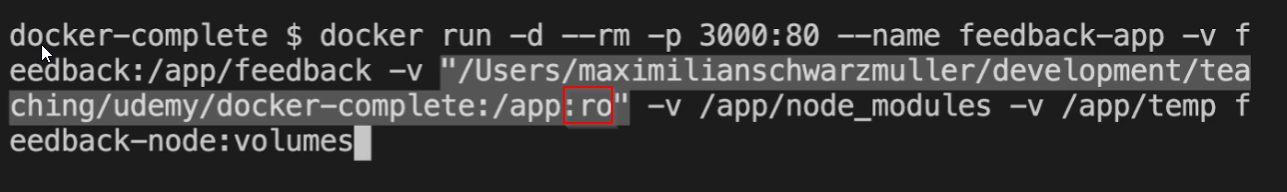 docker-complete $ docker run -d --rm -p 3000:80 --name feedback-app -v f
eedback:/app/feedback -v "/Users/maximilianschwarzmuller/development/tea
ching/udemy/docker-complete:/app:ro" -v /app/node_modules -v /app/temp f
eedback-node:volumes